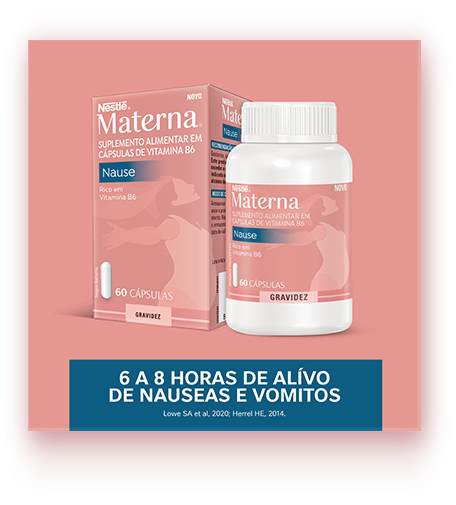 Nestlé
NOVO
Materna
SUPLEMENTO ALIMENTAR EM
CÁPSULAS DE VITAMINA B6
Nause
Rico em
Vitamina B6
60 CÁPSULAS
GRAVIDEZ
Nause
Nestlé
NOVO
Materna
SUPLEMENTO ALIMENTAR EM
CÁPSULAS DE VITAMINA B6
Nause
Rico em
Vitamina B6
60 CÁPSULAS
GRAVIDEZ
6 A 8 HORAS DE ALÍVO
DE NAUSEAS E VOMITOS
Lowe SA et al, 2020; Herrel HE, 2014.